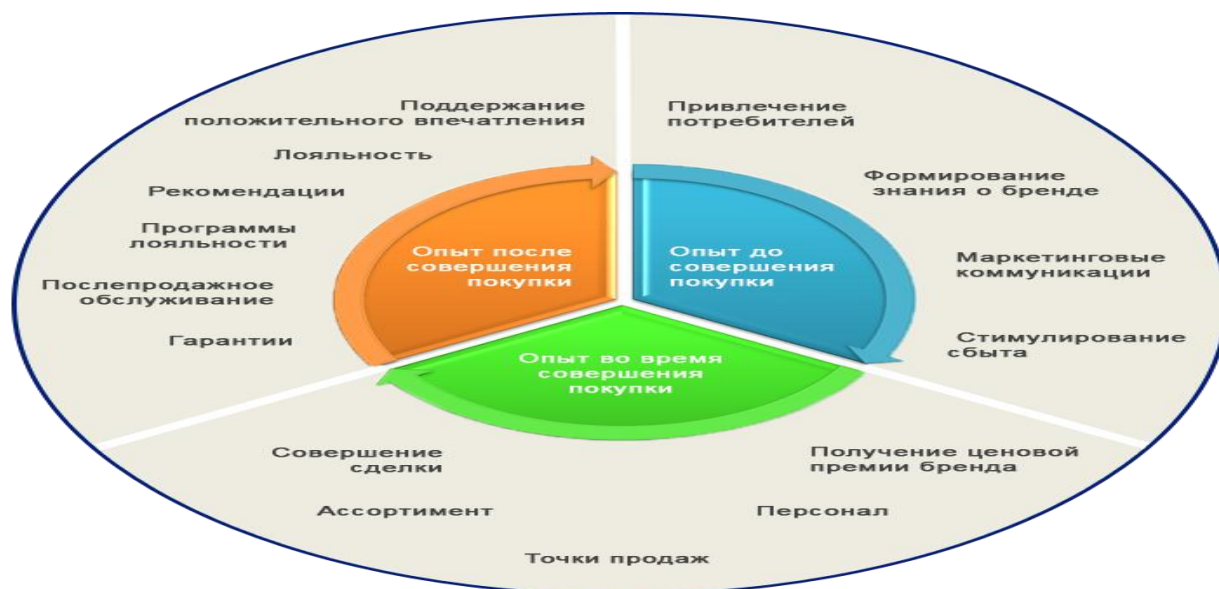 Поддержание
положительного впечатления
Лояльность
Рекомендации
Программы
лояльности
Послепродажное
обслуживание
Гарантии
Привлечение
потребителей
Формирование
знания о бренде
Маркетинговые
коммуникации
Стимулирование
сбыта
Опыт после
совершения
покупки
Опыт до
совершения
покупки
Опыт во время
совершения
покупки
Совершение
сделки
Ассортимент
Точки продаж
Персонал
Получение ценовой
премии бренда